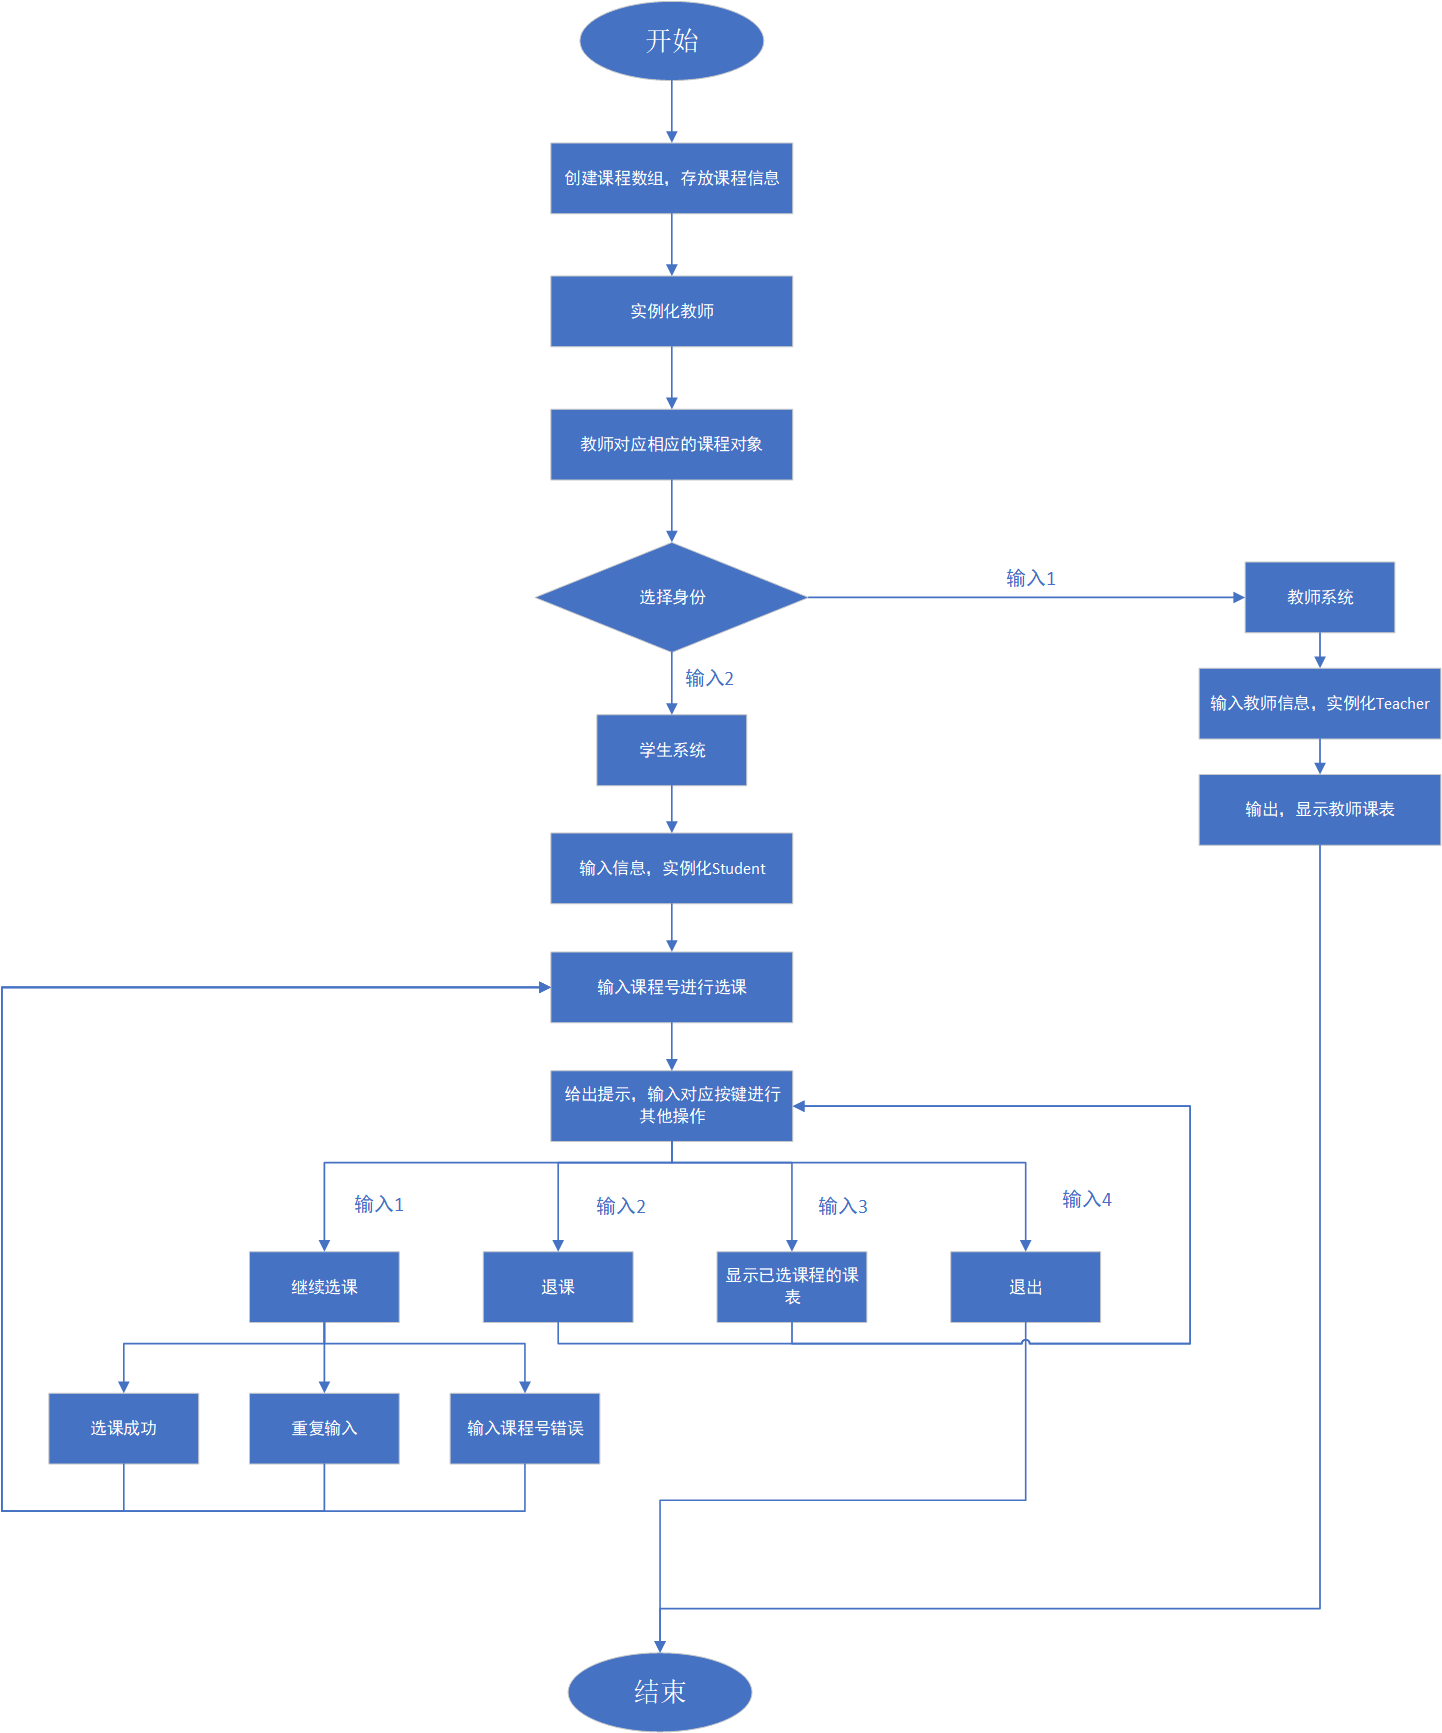 开始
创建课程数组，存放课程信息
实例化教师
教师对应相应的课程对象
选择身份
输入1
教师系统
输入2
输入教师信息，实例化Teacher
学生系统
输出，显示教师课表
输入信息，实例化Student
输入课程号进行选课
给出提示，输入对应按键进行
其他操作
输入1
输入2
输入3
输入4
继续选课
退课
显示已选课程的课
表
退出
选课成功
重复输入
输入课程号错误
结束